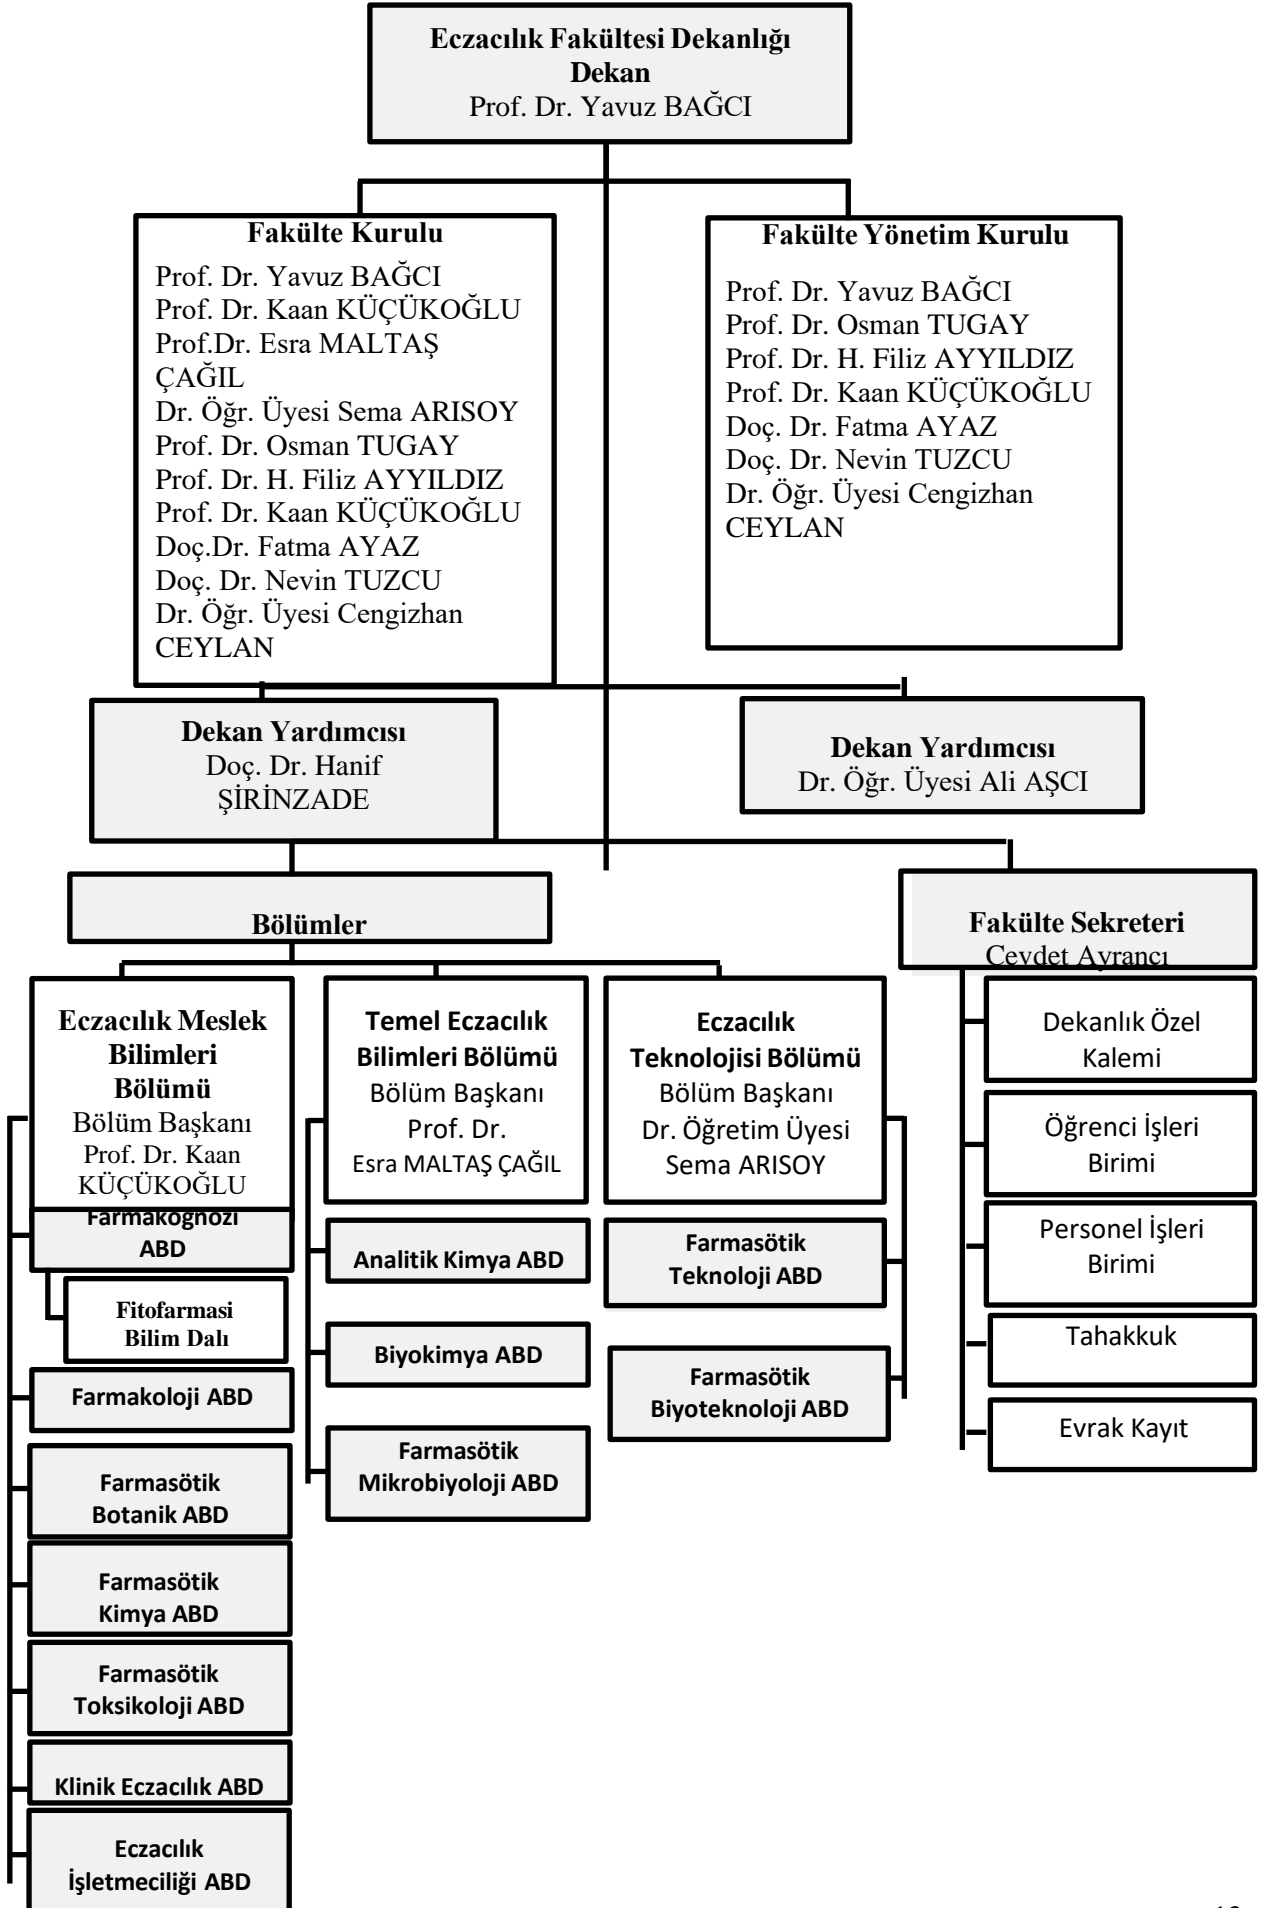 Eczacılık Fakültesi Dekanlığı
Dekan
Prof. Dr. Yavuz BAĞCI
Fakülte Kurulu
Prof. Dr. Yavuz BAĞCI
Prof. Dr. Kaan KÜÇÜKOĞLU
Prof.Dr. Esra MALTAŞ
ÇAĞIL
Dr. Öğr. Üyesi Sema ARISOY
Prof. Dr. Osman TUGAY
Prof. Dr. H. Filiz AYYILDIZ
Prof. Dr. Kaan KÜÇÜKOĞLU
Doç.Dr. Fatma AYAZ
Doç. Dr. Nevin TUZCU
Dr. Öğr. Üyesi Cengizhan
CEYLAN
Fakülte Yönetim Kurulu
Prof. Dr. Yavuz BAĞCI
Prof. Dr. Osman TUGAY
Prof. Dr. H. Filiz AYYILDIZ
Prof. Dr. Kaan KÜÇÜKOĞLU
Doç. Dr. Fatma AYAZ
Doç. Dr. Nevin TUZCU
Dr. Öğr. Üyesi Cengizhan
CEYLAN
Dekan Yardımcısı
Doç. Dr. Hanif
ŞİRİNZADE
Dekan Yardımcısı
Dr. Öğr. Üyesi Ali AŞCI
Bölümler
Fakülte Sekreteri
Cevdet Ayrancı
Eczacılık Meslek
Bilimleri
Bölümü
Bölüm Başkanı
Prof. Dr. Kaan
KÜÇÜKOĞLU
Farmakognozi
ABD
Fitofarmasi
Bilim Dalı
Farmakoloji ABD
Farmasötik
Botanik ABD
Farmasötik
Kimya ABD
Farmasötik
Toksikoloji ABD
Klinik Eczacılık ABD
Eczacılık
İşletmeciliği ABD
Temel Eczacılık
Bilimleri Bölümü
Bölüm Başkanı
Prof. Dr.
Esra MALTAŞ ÇAĞIL
Analitik Kimya ABD
Biyokimya ABD
Farmasötik
Mikrobiyoloji ABD
Eczacılık
Teknolojisi Bölümü
Bölüm Başkanı
Dr. Öğretim Üyesi
Sema ARISOY
Farmasötik
Teknoloji ABD
Farmasötik
Biyoteknoloji ABD
Dekanlık Özel
Kalemi
Öğrenci İşleri
Birimi
Personel İşleri
Birimi
Tahakkuk
Evrak Kayıt